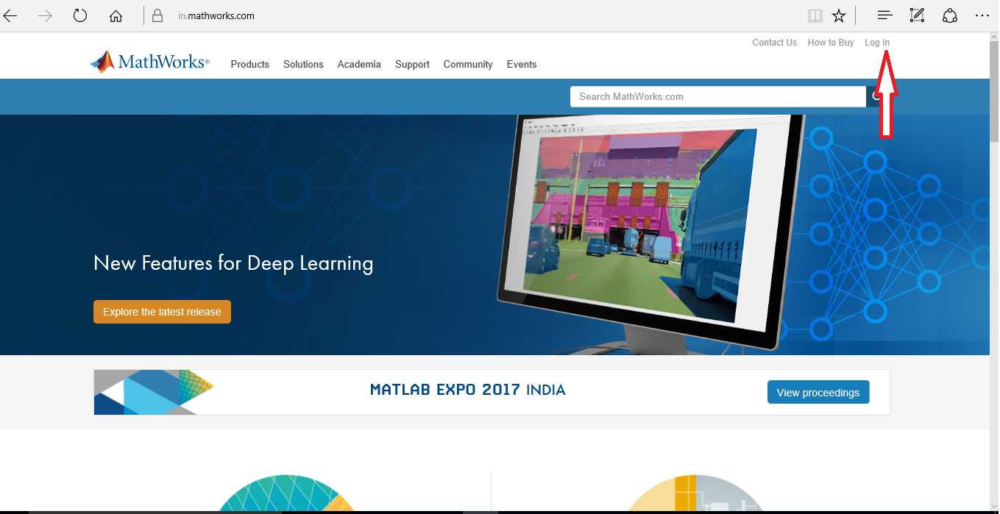 in.mathworks.com
Contact Us How to Buy Log In
MathWorks®
Products Solutions Academia Support Community Events
Search MathWorks.com
New Features for Deep Learning
Explore the latest release
MATLAB EXPO 2017 INDIA
View proceedings